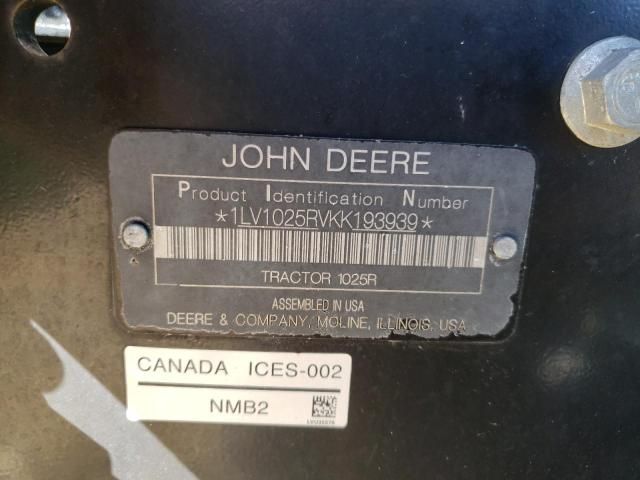 JOHN DEERE
Product Identification Number
*1LV1025RVKK193939*
TRACTOR 1025R
ASSEMBLED IN USA
DEERE & COMPANY, MOLINE, ILLINOIS, USA
CANADA ICES-002
NMB2